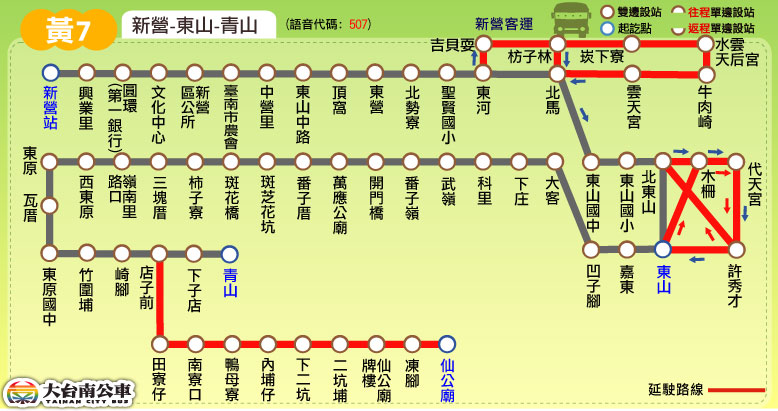 黃7
新營-東山-青山
(語音代碼: 507)
新營客運
雙邊設站
往程單邊設站
起訖點
返程單邊設站
吉貝耍
枋子林
崁下寮
水雲天后宮
新營站
興業里
圓環(第一銀行)
文化中心
新營區公所
臺南市農會
中營里
東山中路
頂窩
東營
北勢寮
聖賢國小
東河
北馬
雲天宮
牛肉崎
東原
西東原
嶺南里路口
三塊厝
柿子寮
斑花橋
斑芝花坑
番子厝
萬應公廟
開門橋
番子嶺
武嶺
科里
下庄
大客
東山國中
東山國小
北東山
木柵
代天宮
瓦厝
東原國中
竹圍埔
崎腳
店子前
下子店
青山
凹子腳
嘉東
東山
許秀才
田寮仔
南寮口
鴨母寮
內埔仔
下二坑
二坑埔
仙公廟牌樓
凍腳
仙公廟
大台南公車
TAINAN CITY BUS
延駛路線